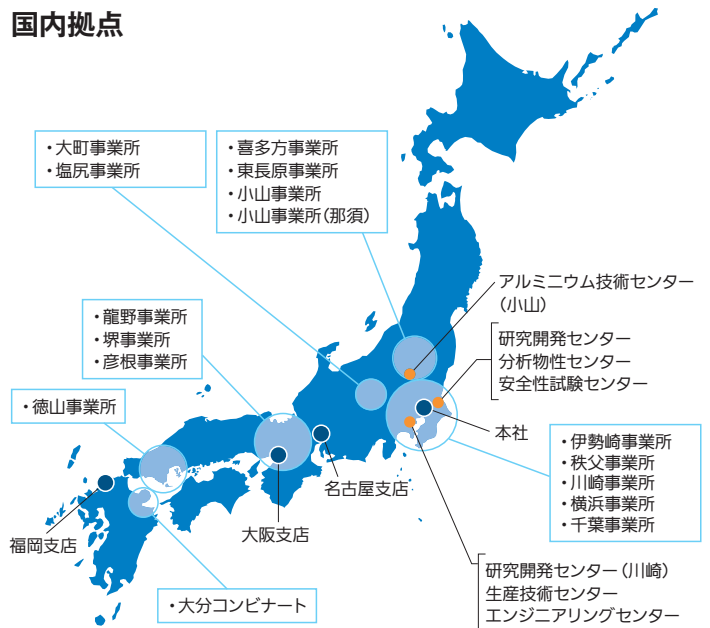 国内拠点
・大町事業所
・塩尻事業所
・喜多方事業所
・東長原事業所
・小山事業所
・小山事業所(那須)
アルミニウム技術センター
(小山)
・龍野事業所
・堺事業所
・彦根事業所
研究開発センター
分析物性センター
安全性試験センター
・徳山事業所
本社
・伊勢崎事業所
・秩父事業所
・川崎事業所
・横浜事業所
・千葉事業所
名古屋支店
大阪支店
福岡支店
研究開発センター(川崎)
生産技術センター
エンジニアリングセンター
・大分コンビナート